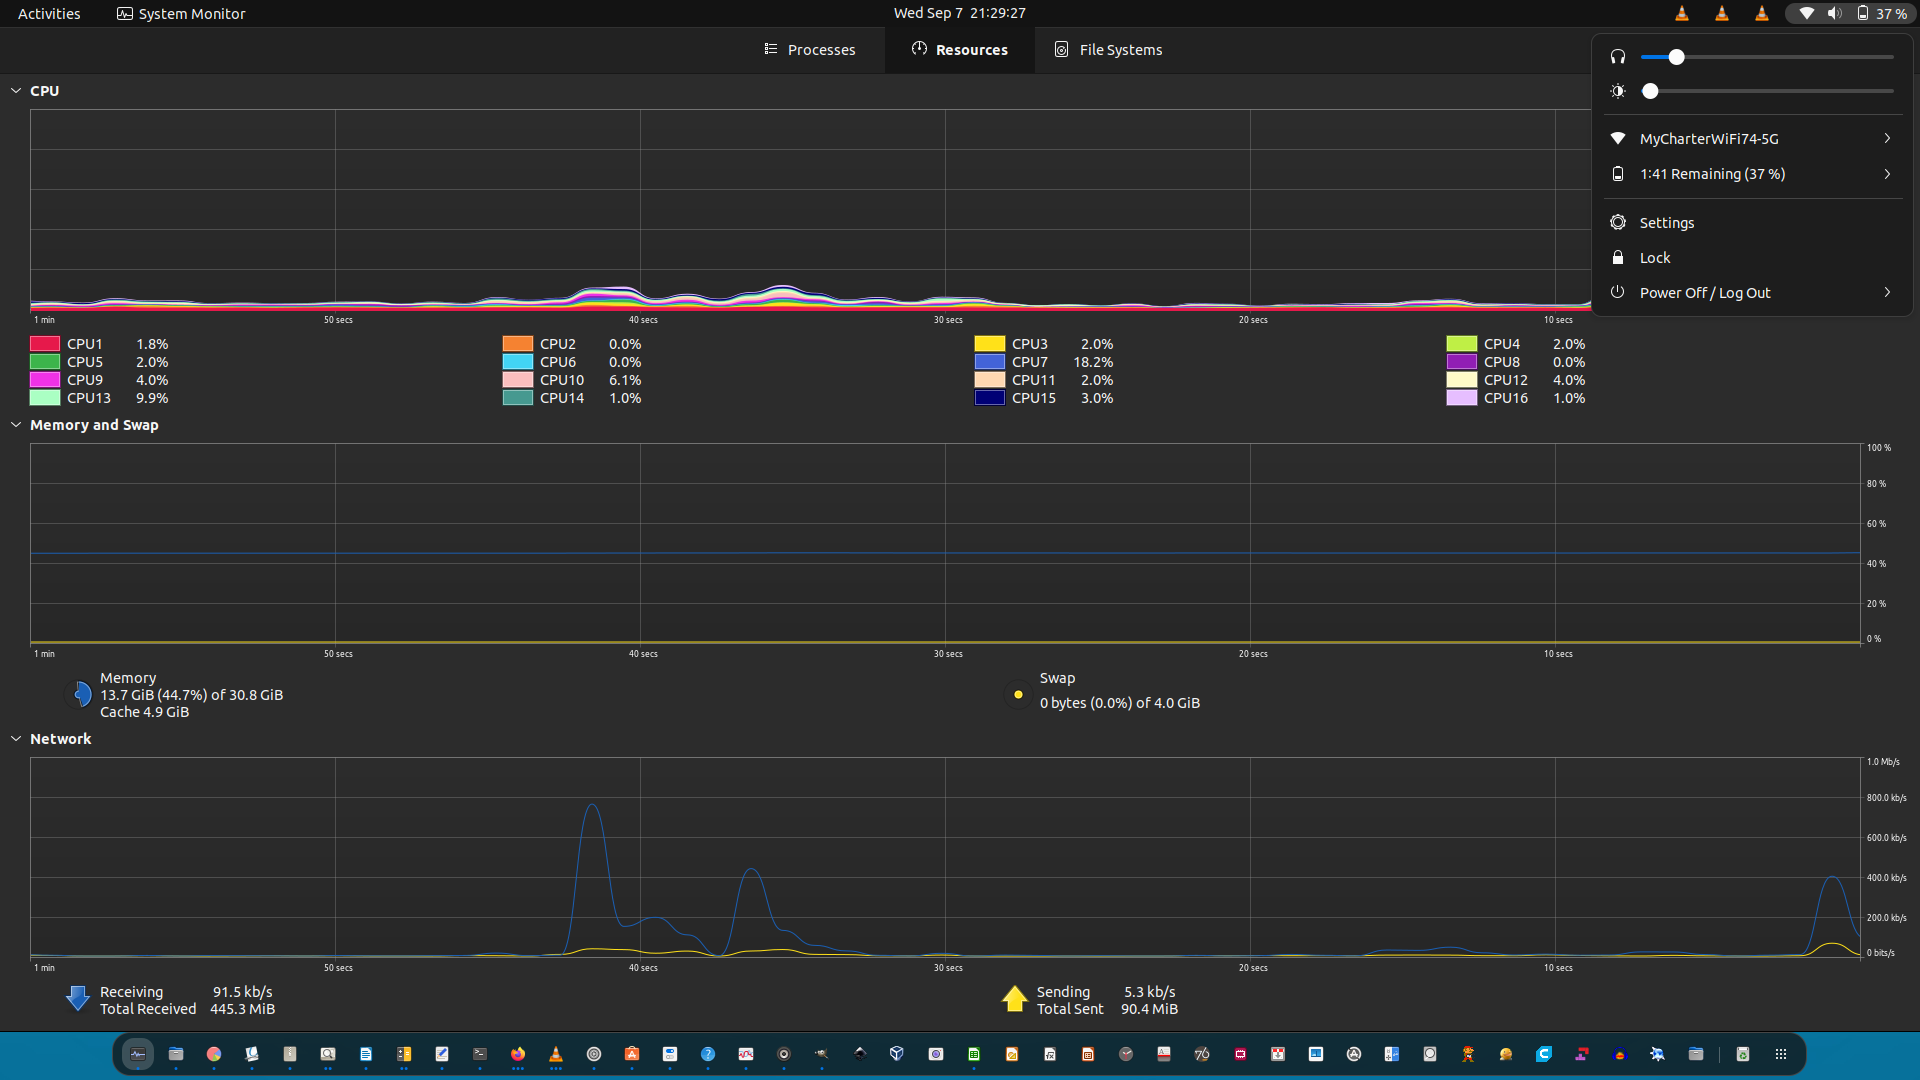 Activities
System Monitor
Wed Sep 7 21:29:27
37 %
Processes
Resources
File Systems
MyCharterWiFi74-5G
1:41 Remaining (37 %)
Settings
Lock
Power Off / Log Out
CPU
1 min 50 secs 40 secs 30 secs 20 secs 10 secs
CPU1 1.8% CPU2 0.0% CPU3 2.0% CPU4 2.0%
CPU5 2.0% CPU6 0.0% CPU7 18.2% CPU8 0.0%
CPU9 4.0% CPU10 6.1% CPU11 2.0% CPU12 4.0%
CPU13 9.9% CPU14 1.0% CPU15 3.0% CPU16 1.0%
Memory and Swap
100 %
80 %
60 %
40 %
20 %
0 %
1 min 50 secs 40 secs 30 secs 20 secs 10 secs
Memory
13.7 GiB (44.7%) of 30.8 GiB
Cache 4.9 GiB
Swap
0 bytes (0.0%) of 4.0 GiB
Network
1.0 Mb/s
800.0 kb/s
600.0 kb/s
400.0 kb/s
200.0 kb/s
0 bits/s
1 min 50 secs 40 secs 30 secs 20 secs 10 secs
Receiving 91.5 kb/s
Total Received 445.3 MiB
Sending 5.3 kb/s
Total Sent 90.4 MiB
76